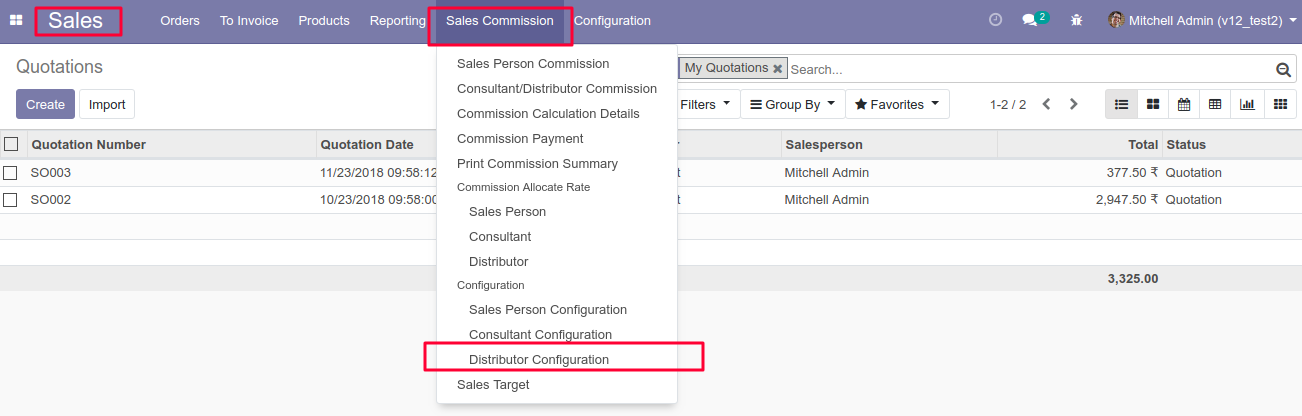 Sales Orders To Invoice Products Reporting Sales Commission Configuration 2 Mitchell Admin (v12_test2)
Quotations
My Quotations Search...
Create Import Filters Group By Favorites 1-2 / 2
Quotation Number Quotation Date Salesperson Total Status
SO003 11/23/2018 09:58:12 Mitchell Admin 377.50 ₹ Quotation
SO002 10/23/2018 09:58:00 Mitchell Admin 2,947.50 ₹ Quotation
3,325.00
Sales Person Commission
Consultant/Distributor Commission
Commission Calculation Details
Commission Payment
Print Commission Summary
Commission Allocate Rate
Sales Person
Consultant
Distributor
Configuration
Sales Person Configuration
Consultant Configuration
Distributor Configuration
Sales Target